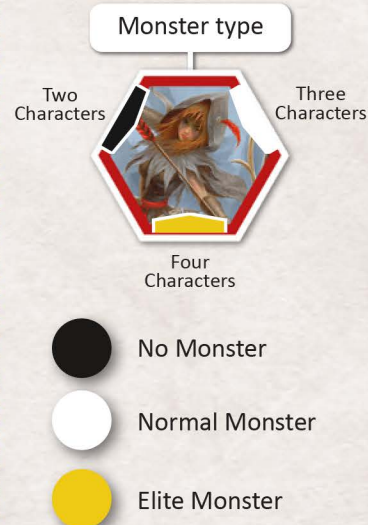 Monster type
Two
Characters
Three
Characters
Four
Characters
No Monster
Normal Monster
Elite Monster